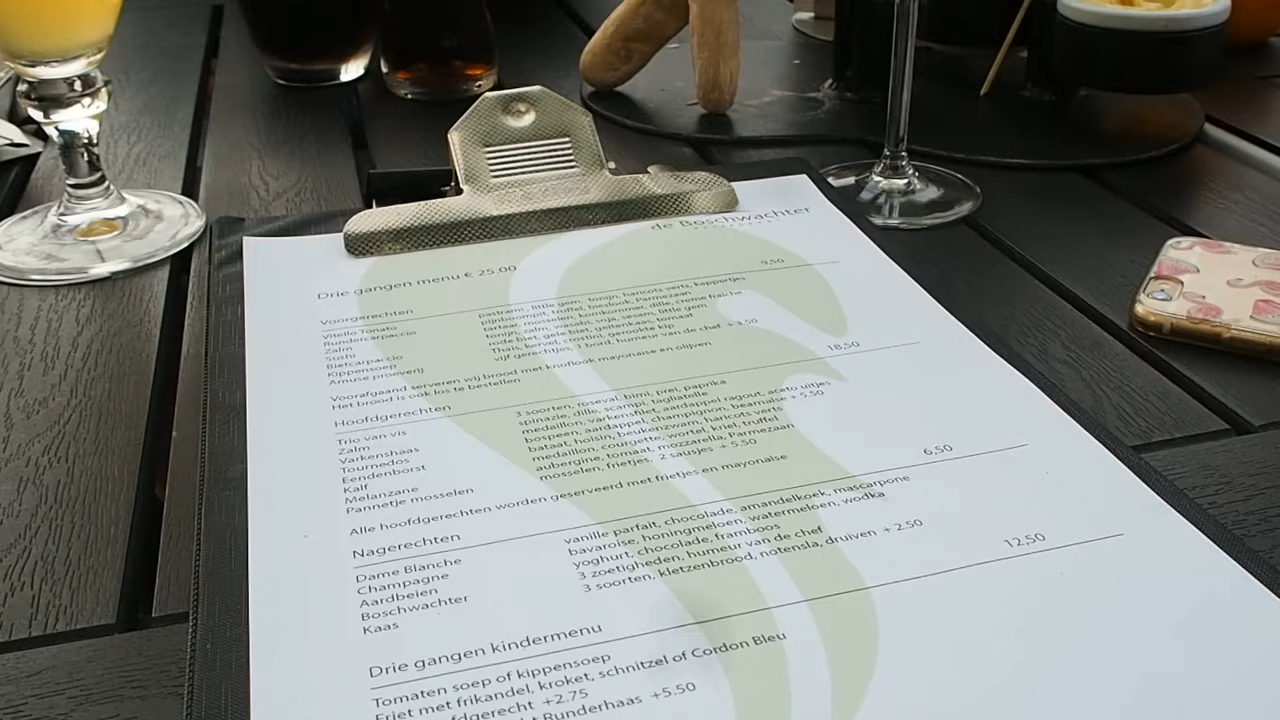 de Boschwachter
Drie gangen menu € 25.00
Voorgerechten 9,50
Vitello Tonato pastrami, little gem, tonijn, haricots verts, kappertjes
Rundercarpaccio pijnboompit, truffel, bieslook, Parmezaan
Zalm tartaar, mosselen, komkommer, dille, creme fraiche
Sushi tonijn, zalm, wasabi, soja, sesam, little gem
Bietcarpaccio rode biet, gele biet, geitenkaas, tomaat
Kippensoep Thais, kervel, crostini, gerookte kip
Amuse proeverij vijf gerechtjes, 1 bord, humeur van de chef +3.50
Voorafgaand serveren wij brood met knoflook mayonaise en olijven
Het brood is ook los te bestellen
Hoofdgerechten 18,50
Trio van vis 3 soorten, roseval, pimi, prei, paprika
Zalm spinazie, dille, scampi, tagliatelle
Varkenshaas medaillon, varkensfilet, aardappel ragout, aceto uitjes
Tournedos bospeen, aardappel, champignon, bearnaise + 5.50
Eendenborst bataat, hoisin, beukenzwam, haricots verts
Kalf medaillon, courgette, wortel, kriel, truffel
Melanzane aubergine, tomaat, mozzarella, Parmezaan
Pannetje mosselen mosselen, frietjes, 2 sausjes + 5.50
Alle hoofdgerechten worden geserveerd met frietjes en mayonaise
Nagerechten 6,50
Dame Blanche vanille parfait, chocolade, amandelkoek, mascarpone
Champagne bavaroise, honingmeloen, watermeloen, wodka
Aardbeien yoghurt, chocolade, framboos
Boschwachter 3 zoetigheden, humeur van de chef
Kaas 3 soorten, kletzenbrood, notensla, druiven +2.50
Drie gangen kindermenu 12,50
Tomaten soep of kippensoep
Friet met frikandel, kroket, schnitzel of Cordon Bleu
fdgerecht +2.75
Runderhaas +5.50